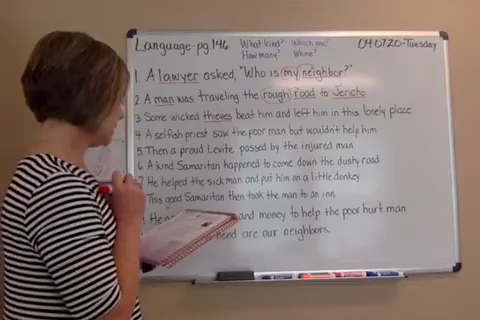 Language-pg 146 What kind? Which one? 040720-Tuesday
How many? Whose?
1 A lawyer asked, "Who is my neighbor?"
2 A man was traveling the rough road to Jericho
3 Some wicked thieves beat him and left him in this lonely place
4 A selfish priest saw the poor man but wouldn't help him
5 Then a proud Levite passed by the injured man
6 A kind Samaritan happened to come down the dusty road
7 He helped the sick man and put him on a little donkey
This good Samaritan then took the man to an inn
He and money to help the poor hurt man
need are our neighbors.